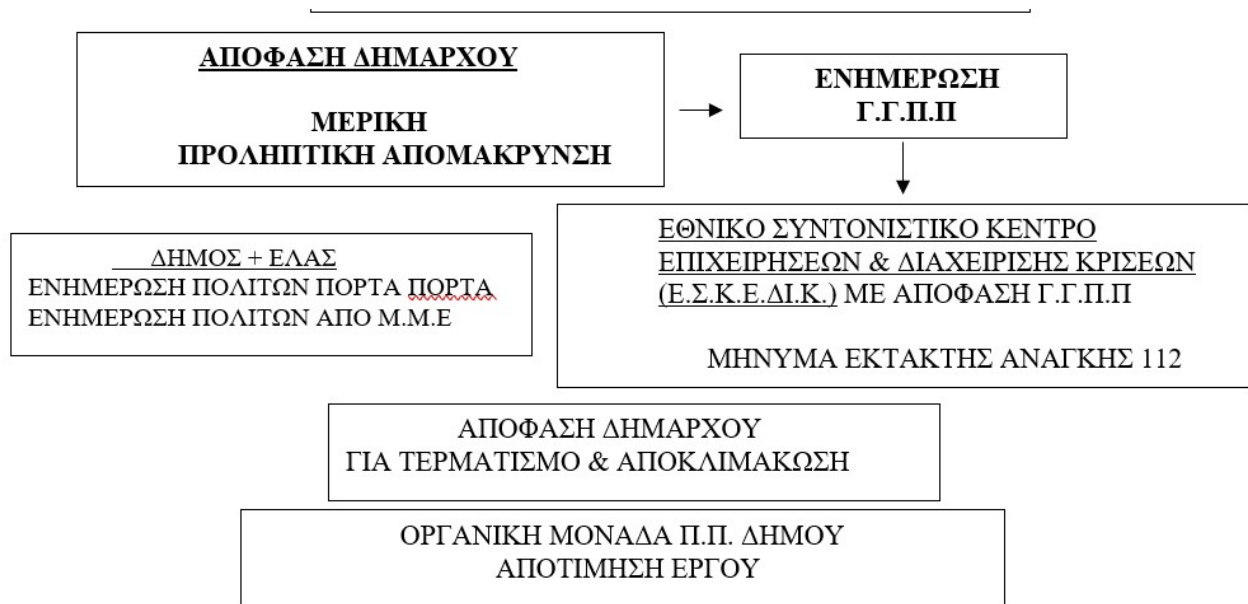 ΑΠΟΦΑΣΗ ΔΗΜΑΡΧΟΥ
ΜΕΡΙΚΗ
ΠΡΟΛΗΠΤΙΚΗ ΑΠΟΜΑΚΡΥΝΣΗ
ΕΝΗΜΕΡΩΣΗ
Γ.Γ.Π.Π
ΔΗΜΟΣ + ΕΛΑΣ
ΕΝΗΜΕΡΩΣΗ ΠΟΛΙΤΩΝ ΠΟΡΤΑ ΠΟΡΤΑ
ΕΝΗΜΕΡΩΣΗ ΠΟΛΙΤΩΝ ΑΠΟ Μ.Μ.Ε
ΕΘΝΙΚΟ ΣΥΝΤΟΝΙΣΤΙΚΟ ΚΕΝΤΡΟ
ΕΠΙΧΕΙΡΗΣΕΩΝ & ΔΙΑΧΕΙΡΙΣΗΣ ΚΡΙΣΕΩΝ
(Ε.Σ.Κ.Ε.ΔΙ.Κ.) ΜΕ ΑΠΟΦΑΣΗ Γ.Γ.Π.Π
ΜΗΝΥΜΑ ΕΚΤΑΚΤΗΣ ΑΝΑΓΚΗΣ 112
ΑΠΟΦΑΣΗ ΔΗΜΑΡΧΟΥ
ΓΙΑ ΤΕΡΜΑΤΙΣΜΟ & ΑΠΟΚΛΙΜΑΚΩΣΗ
ΟΡΓΑΝΙΚΗ ΜΟΝΑΔΑ Π.Π. ΔΗΜΟΥ
ΑΠΟΤΙΜΗΣΗ ΕΡΓΟΥ